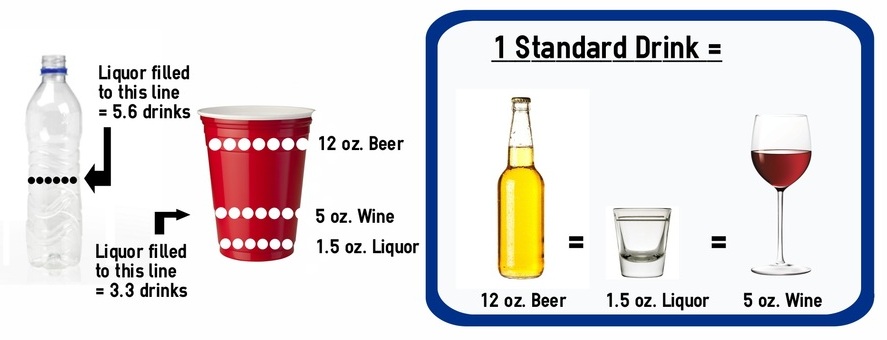 Liquor filled
to this line
= 5.6 drinks
12 oz. Beer
5 oz. Wine
1.5 oz. Liquor
Liquor filled
to this line
= 3.3 drinks
1 Standard Drink =
= =
12 oz. Beer
1.5 oz. Liquor
5 oz. Wine